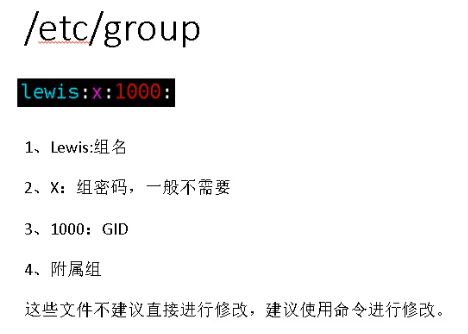 /etc/group
lewis:x:1000:
1、Lewis:组名
2、X：组密码，一般不需要
3、1000：GID
4、附属组
这些文件不建议直接进行修改，建议使用命令进行修改。